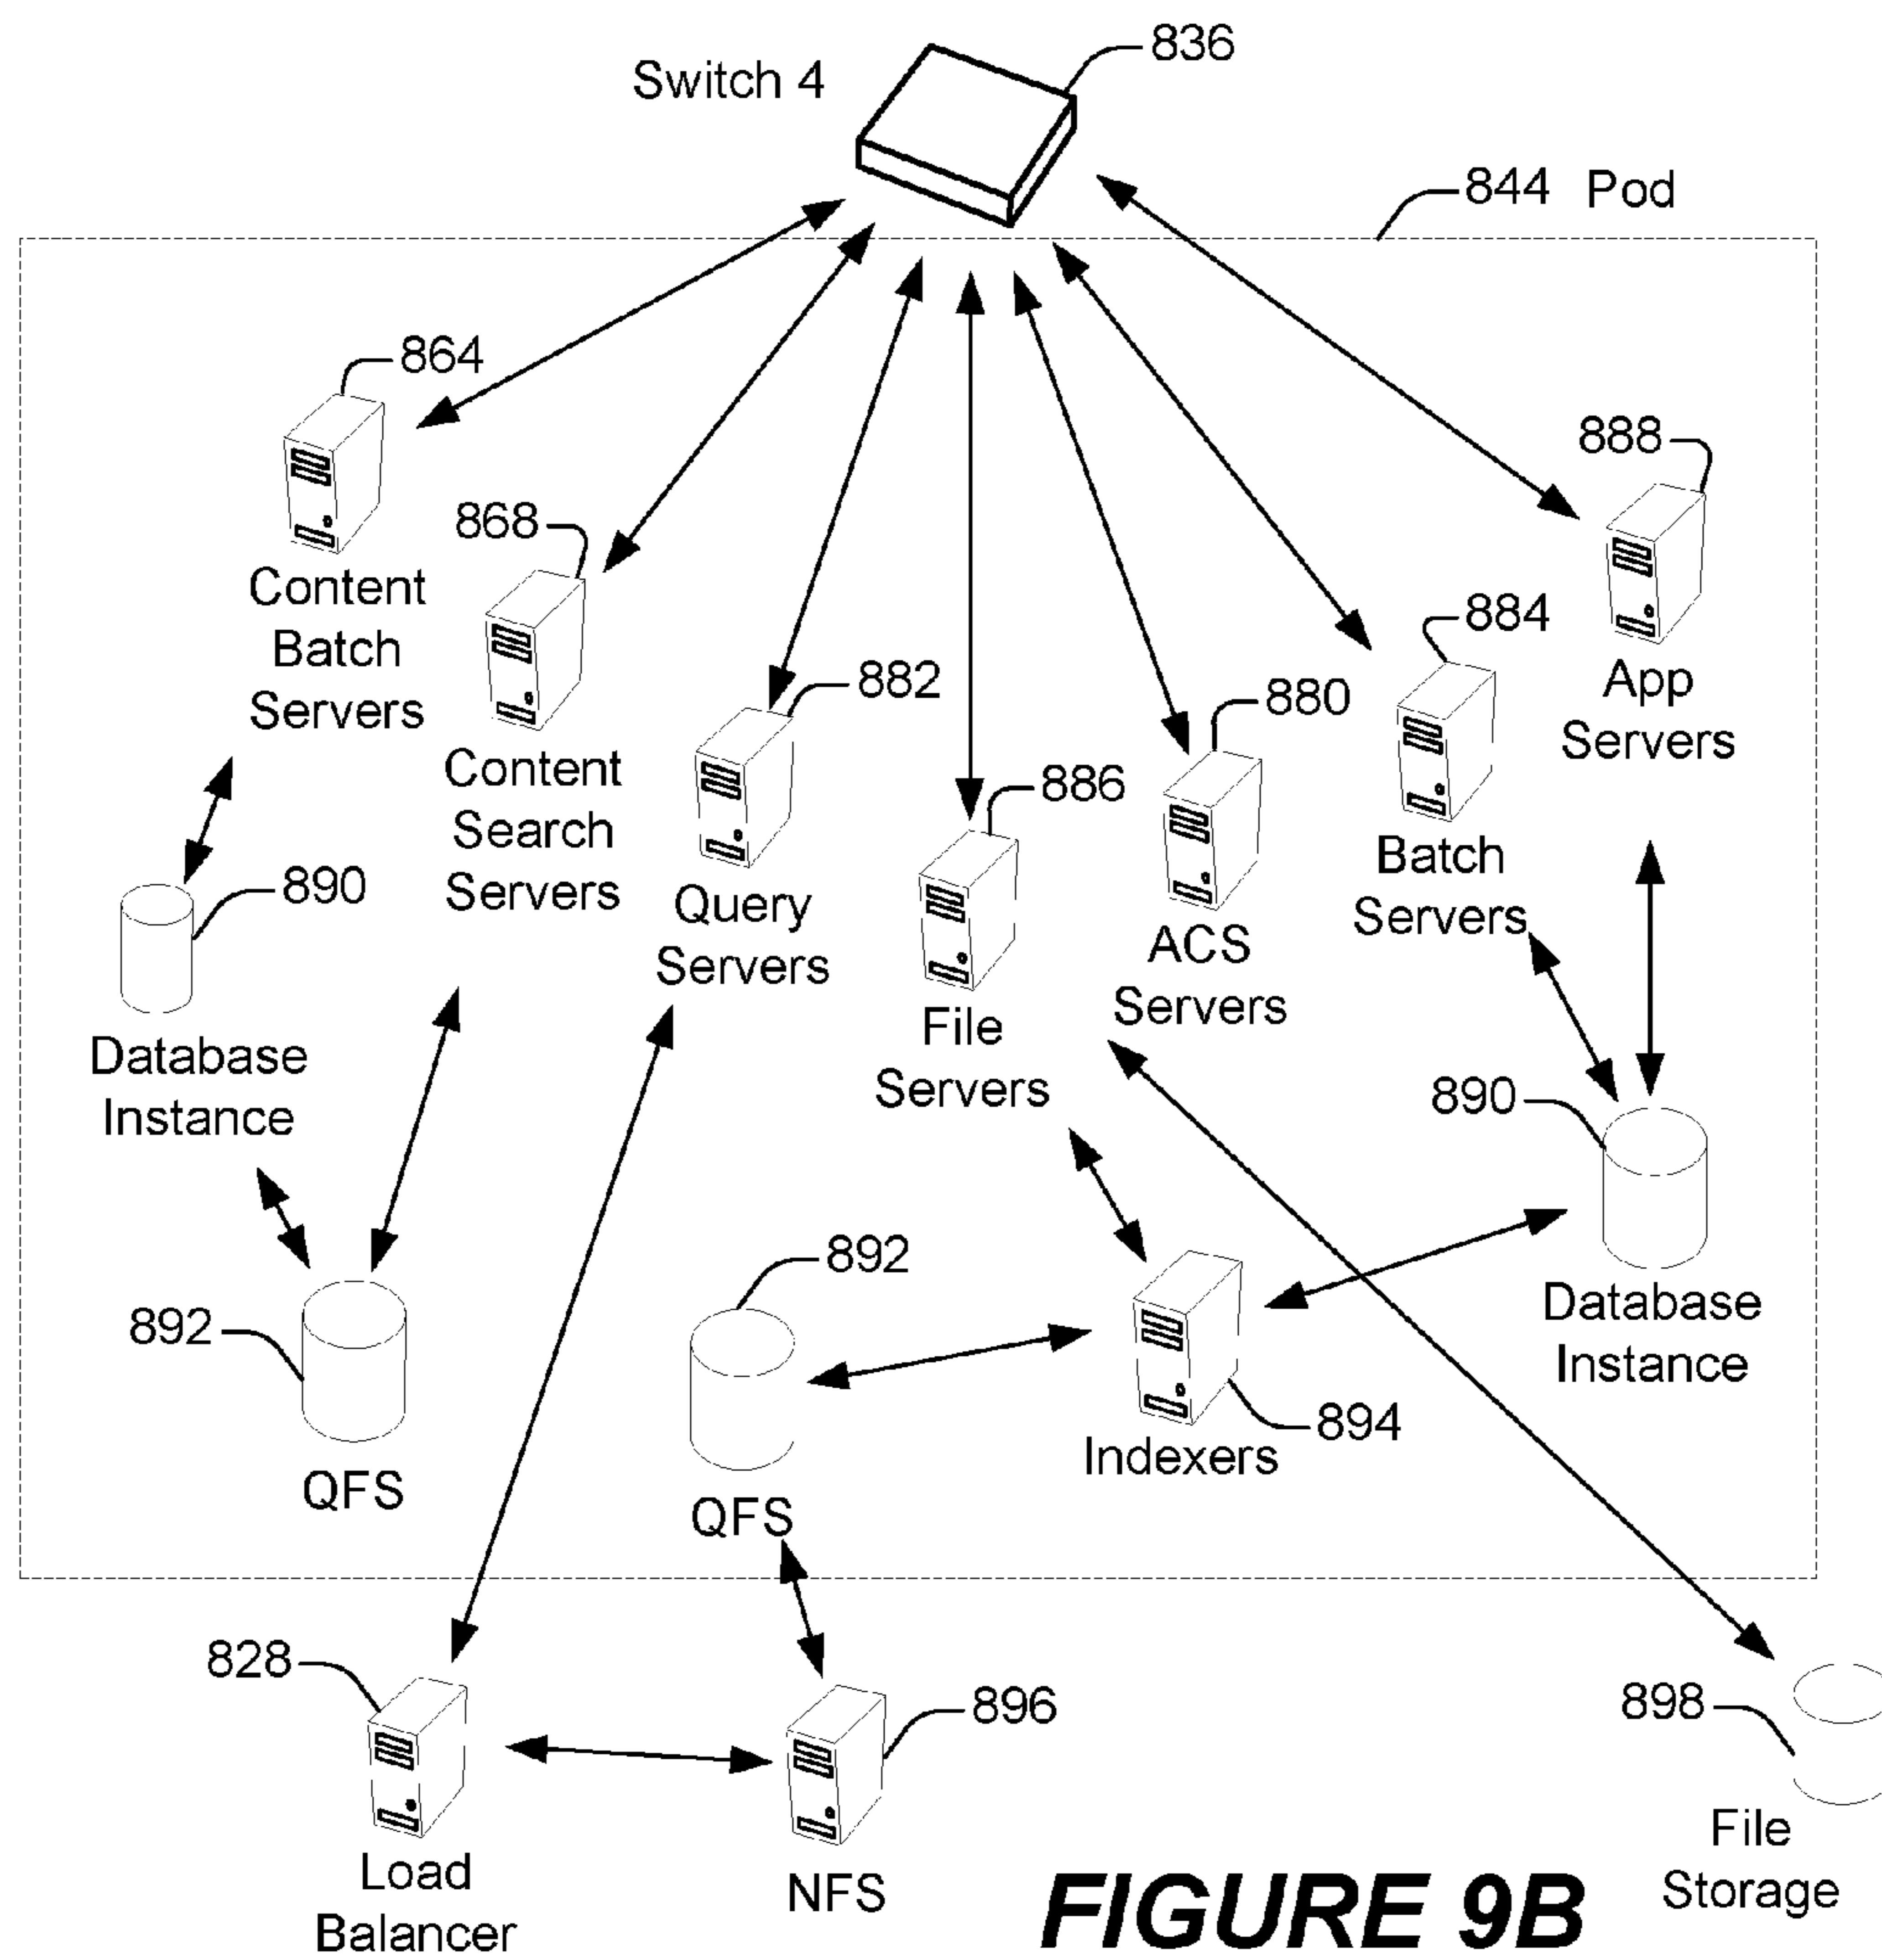 836
Switch 4
844 Pod
864
Content
Batch
Servers
868
Content
Search
Servers
882
Query
Servers
886
File
Servers
880
ACS
Servers
884
Batch
Servers
888
App
Servers
890
Database
Instance
890
Database
Instance
892
QFS
892
QFS
894
Indexers
828
Load
Balancer
896
NFS
898
File
Storage
FIGURE 9B